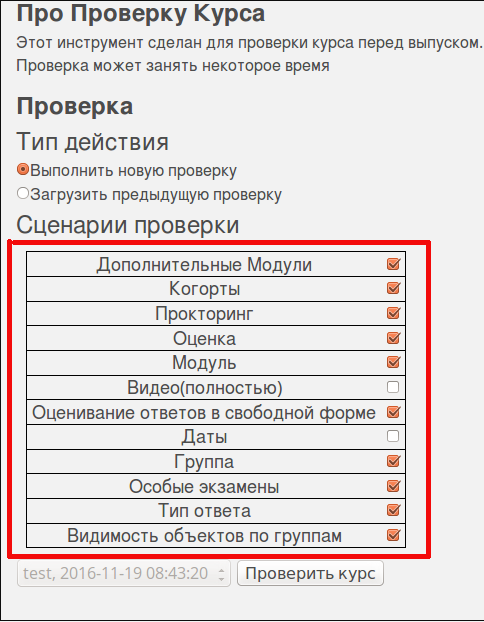 Про Проверку Курса
Этот инструмент сделан для проверки курса перед выпуском.
Проверка может занять некоторое время
Проверка
Тип действия
Выполнить новую проверку
Загрузить предыдущую проверку
Сценарии проверки
Дополнительные Модули
Когорты
Прокторинг
Оценка
Модуль
Видео(полностью)
Оценивание ответов в свободной форме
Даты
Группа
Особые экзамены
Тип ответа
Видимость объектов по группам
test, 2016-11-19 08:43:20 Проверить курс